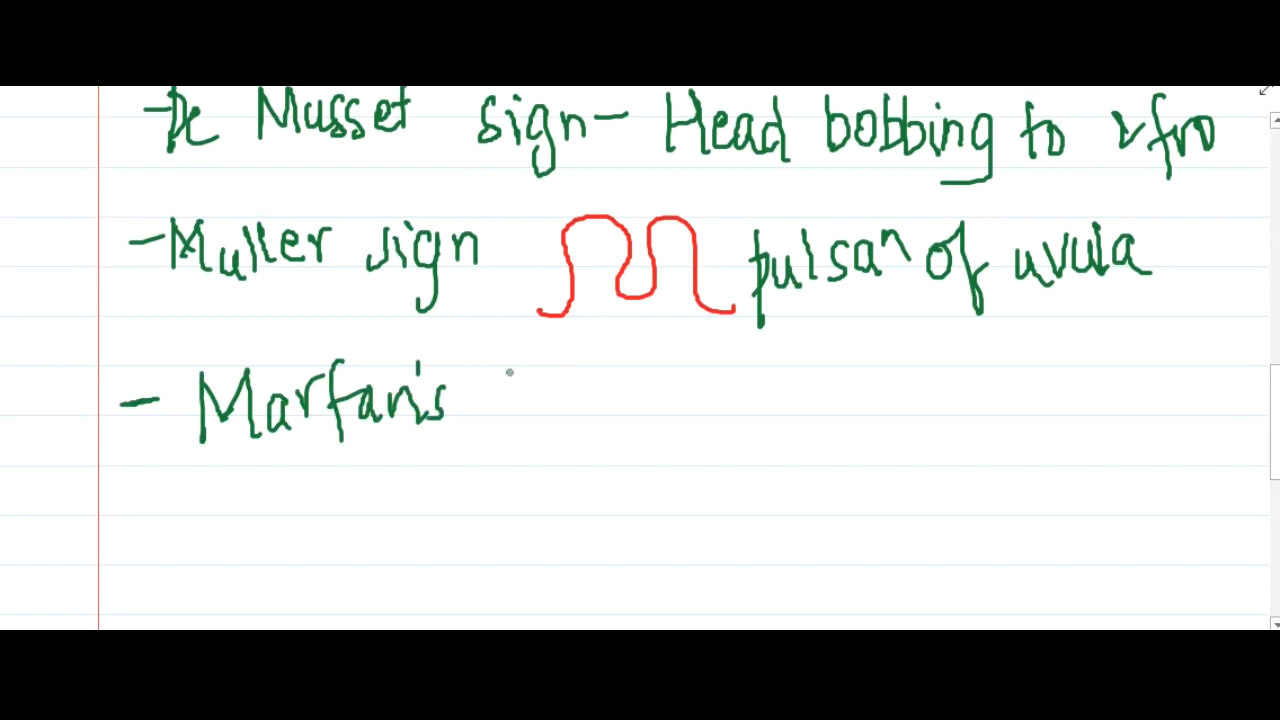 -De Musset sign- Head bobbing to & fro
-Muller sign pulsaⁿ of uvula
- Marfan's